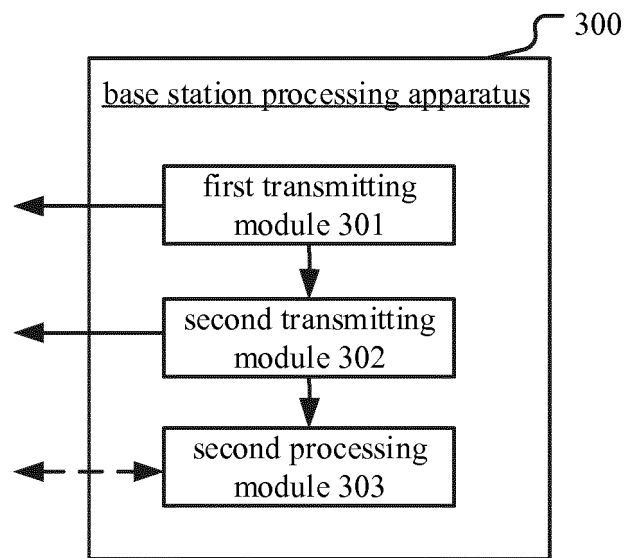 300
base station processing apparatus
first transmitting
module 301
second transmitting
module 302
second processing
module 303